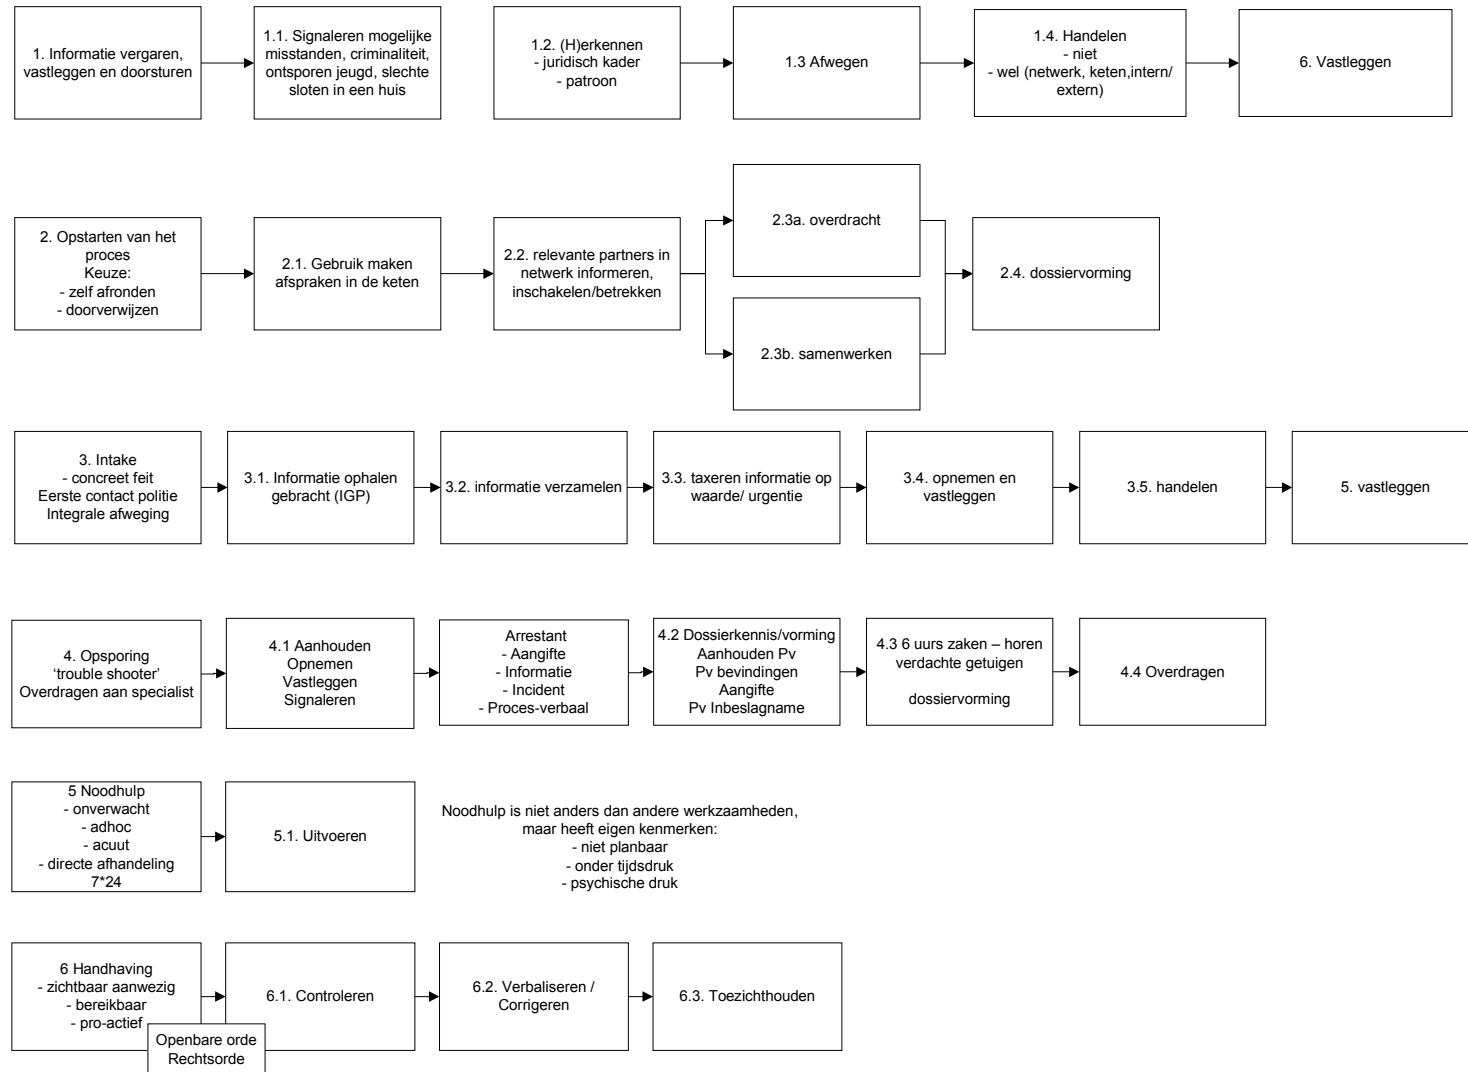 1. Informatie vergaren,
vastleggen en doorsturen
1.1. Signaleren mogelijke
misstanden, criminaliteit,
ontsporen jeugd, slechte
sloten in een huis
1.2. (H)erkennen
- juridisch kader
- patroon
1.3 Afwegen
1.4. Handelen
- niet
- wel (netwerk, keten,intern/
extern)
6. Vastleggen
2. Opstarten van het
proces
Keuze:
- zelf afronden
- doorverwijzen
2.1. Gebruik maken
afspraken in de keten
2.2. relevante partners in
netwerk informeren,
inschakelen/betrekken
2.3a. overdracht
2.3b. samenwerken
2.4. dossiervorming
3. Intake
- concreet feit
Eerste contact politie
Integrale afweging
3.1. Informatie ophalen
gebracht (IGP)
3.2. informatie verzamelen
3.3. taxeren informatie op
waarde/ urgentie
3.4. opnemen en
vastleggen
3.5. handelen
5. vastleggen
4. Opsporing
‘trouble shooter’
Overdragen aan specialist
4.1 Aanhouden
Opnemen
Vastleggen
Signaleren
Arrestant
- Aangifte
- Informatie
- Incident
- Proces-verbaal
4.2 Dossierkennis/vorming
Aanhouden Pv
Pv bevindingen
Aangifte
Pv Inbeslagname
4.3 6 uurs zaken – horen
verdachte getuigen
dossiervorming
4.4 Overdragen
5 Noodhulp
- onverwacht
- adhoc
- acuut
- directe afhandeling
7*24
5.1. Uitvoeren
Noodhulp is niet anders dan andere werkzaamheden,
maar heeft eigen kenmerken:
- niet planbaar
- onder tijdsdruk
- psychische druk
6 Handhaving
- zichtbaar aanwezig
- bereikbaar
- pro-actief
Openbare orde
Rechtsorde
6.1. Controleren
6.2. Verbaliseren /
Corrigeren
6.3. Toezichthouden